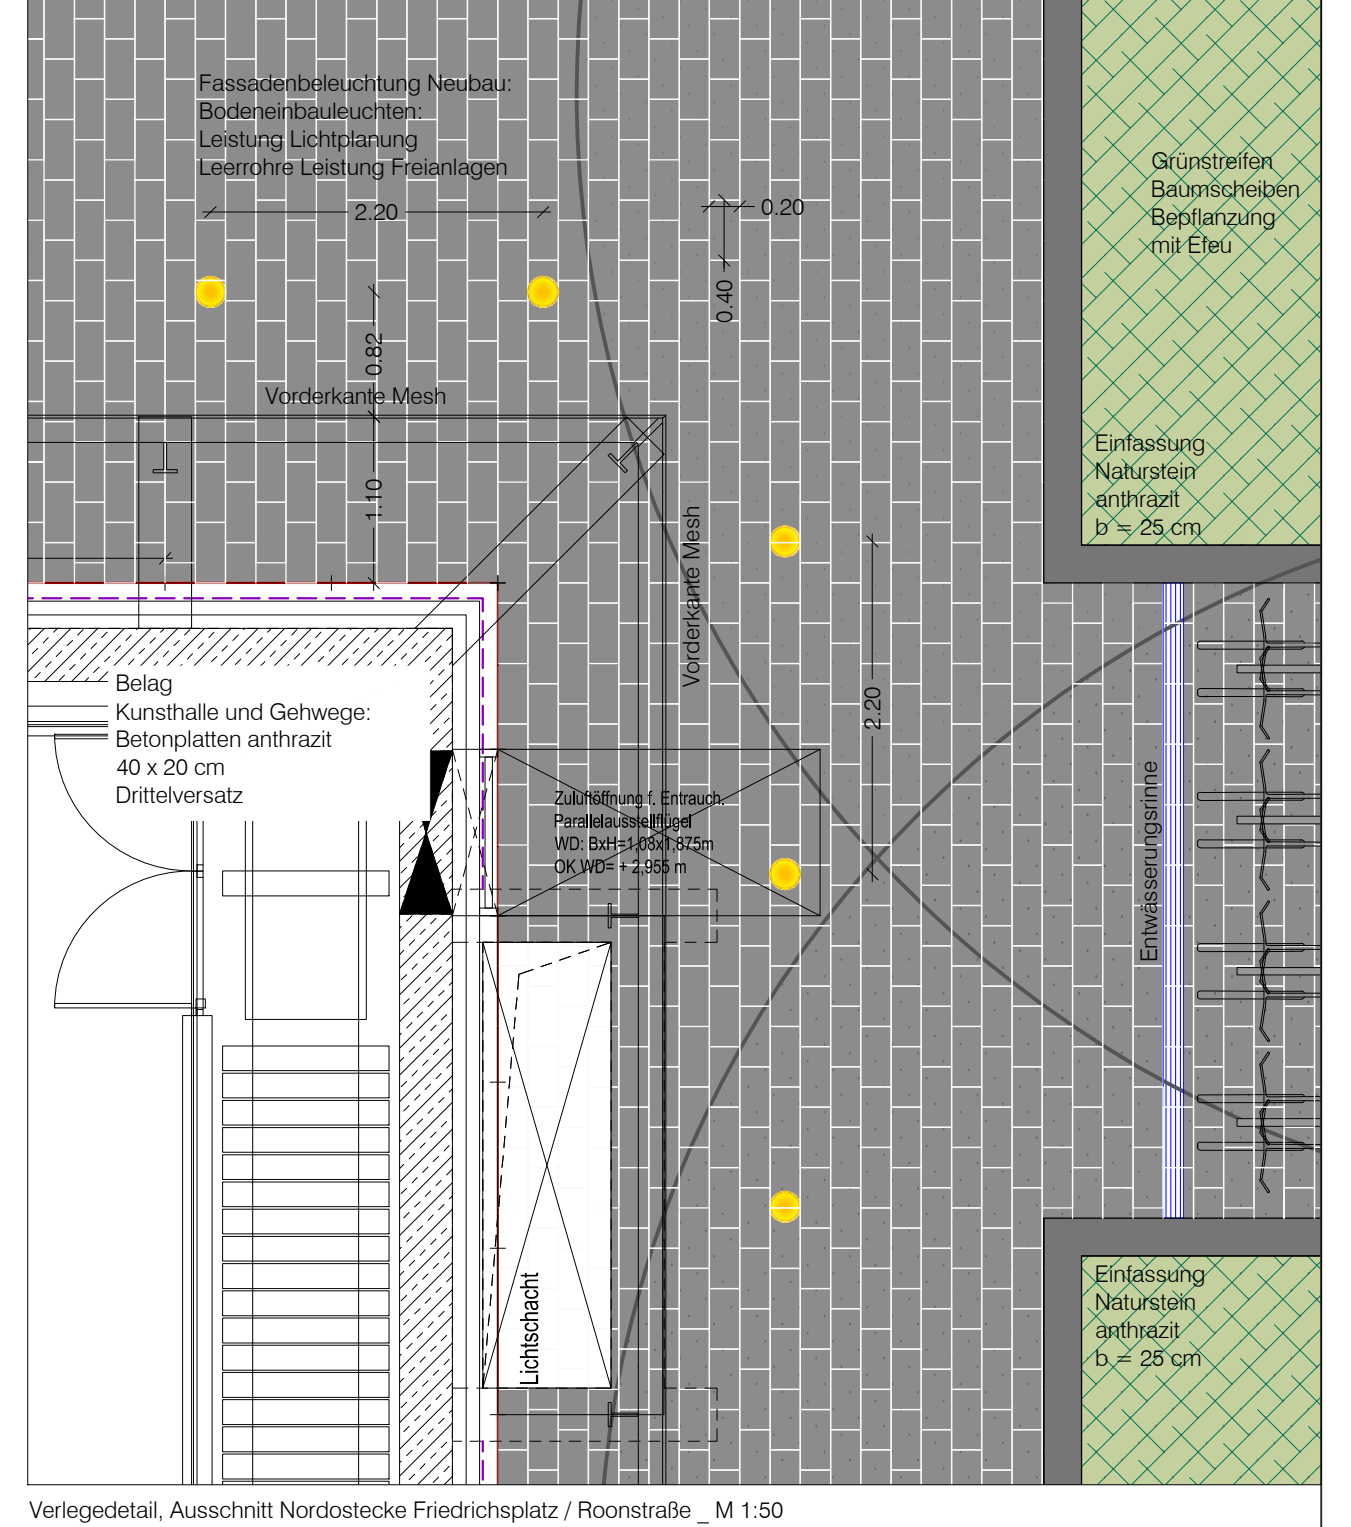 Fassadenbeleuchtung Neubau:
Bodeneinbauleuchten:
Leistung Lichtplanung
Leerrohre Leistung Freianlagen
2.20
0.20
0.40
Grünstreifen
Baumscheiben
Bepflanzung
mit Efeu
0.82
Vorderkante Mesh
1.10
Einfassung
Naturstein
anthrazit
b = 25 cm
Vorderkante Mesh
2.20
Belag
Kunsthalle und Gehwege:
Betonplatten anthrazit
40 x 20 cm
Drittelversatz
Zuluftöffnung f. Entrauch.
Parallelausstellflügel
WD: BxH=1,08x1,875m
OK WD= + 2,955 m
Entwässerungsrinne
Lichtschacht
Einfassung
Naturstein
anthrazit
b = 25 cm
Verlegedetail, Ausschnitt Nordostecke Friedrichsplatz / Roonstraße _ M 1:50